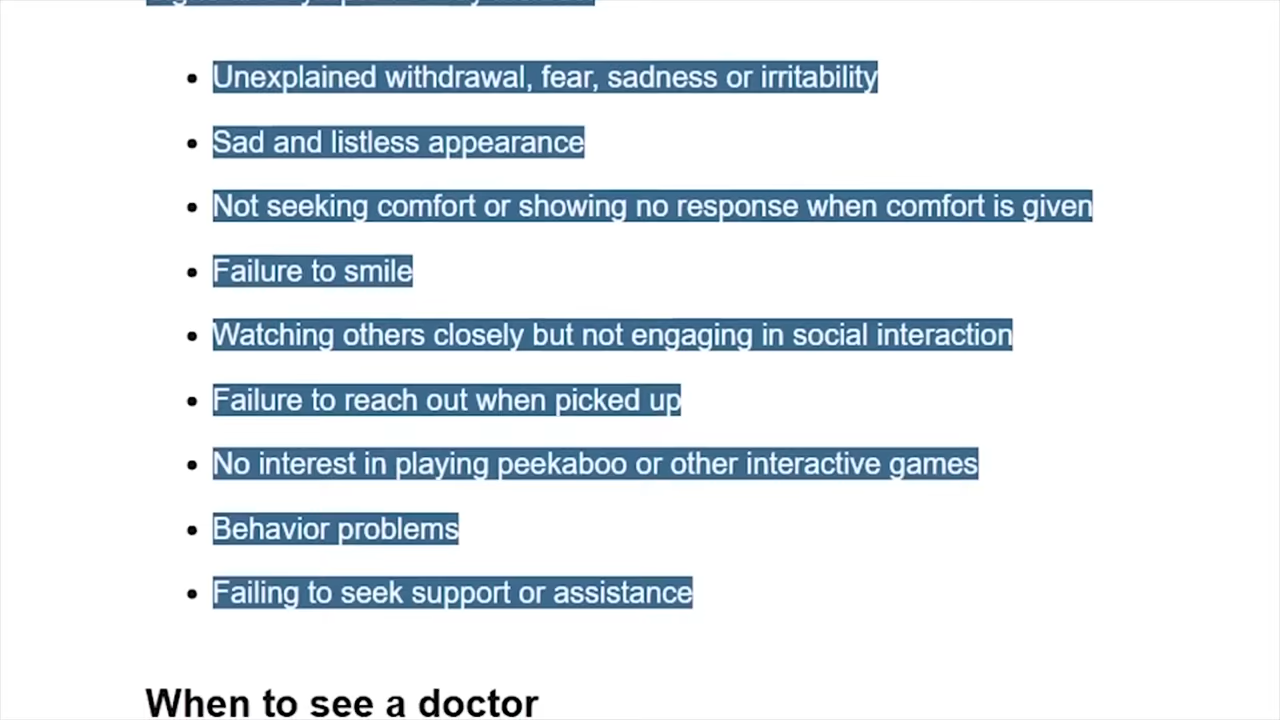 Unexplained withdrawal, fear, sadness or irritability
Sad and listless appearance
Not seeking comfort or showing no response when comfort is given
Failure to smile
Watching others closely but not engaging in social interaction
Failure to reach out when picked up
No interest in playing peekaboo or other interactive games
Behavior problems
Failing to seek support or assistance
When to see a doctor